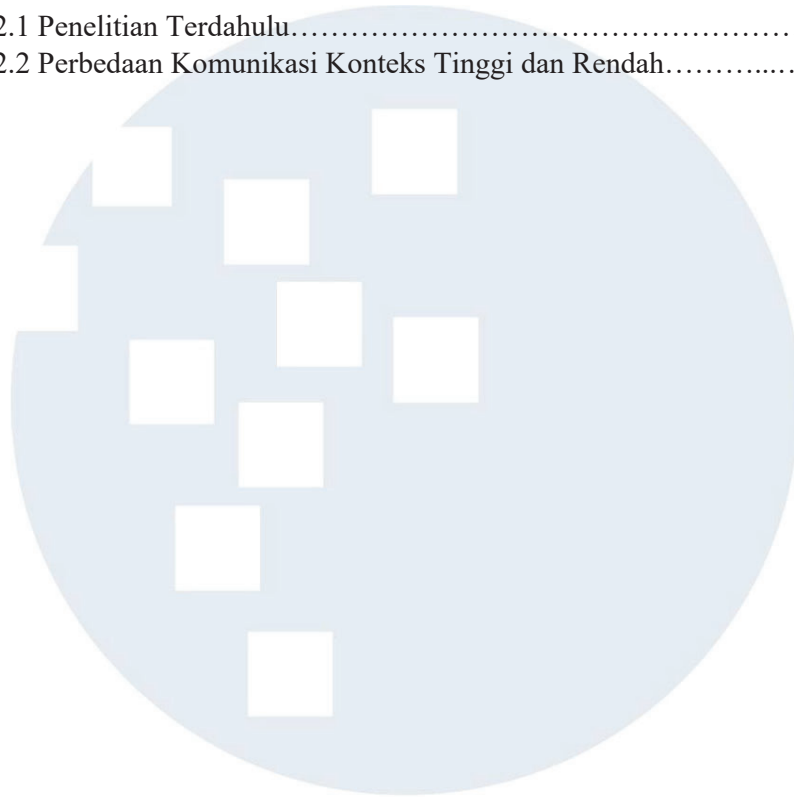 2.1 Penelitian Terdahulu……………………………………………………
2.2 Perbedaan Komunikasi Konteks Tinggi dan Rendah………...…